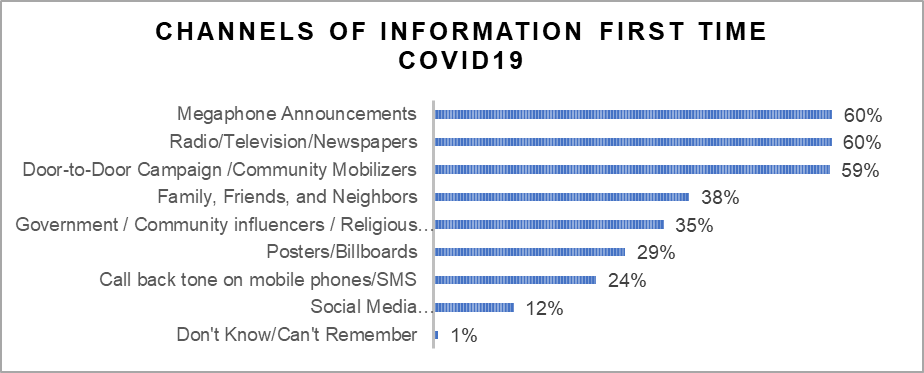 CHANNELS OF INFORMATION FIRST TIME
COVID19
Megaphone Announcements 60%
Radio/Television/Newspapers 60%
Door-to-Door Campaign /Community Mobilizers 59%
Family, Friends, and Neighbors 38%
Government / Community influencers / Religious… 35%
Posters/Billboards 29%
Call back tone on mobile phones/SMS 24%
Social Media… 12%
Don't Know/Can't Remember 1%